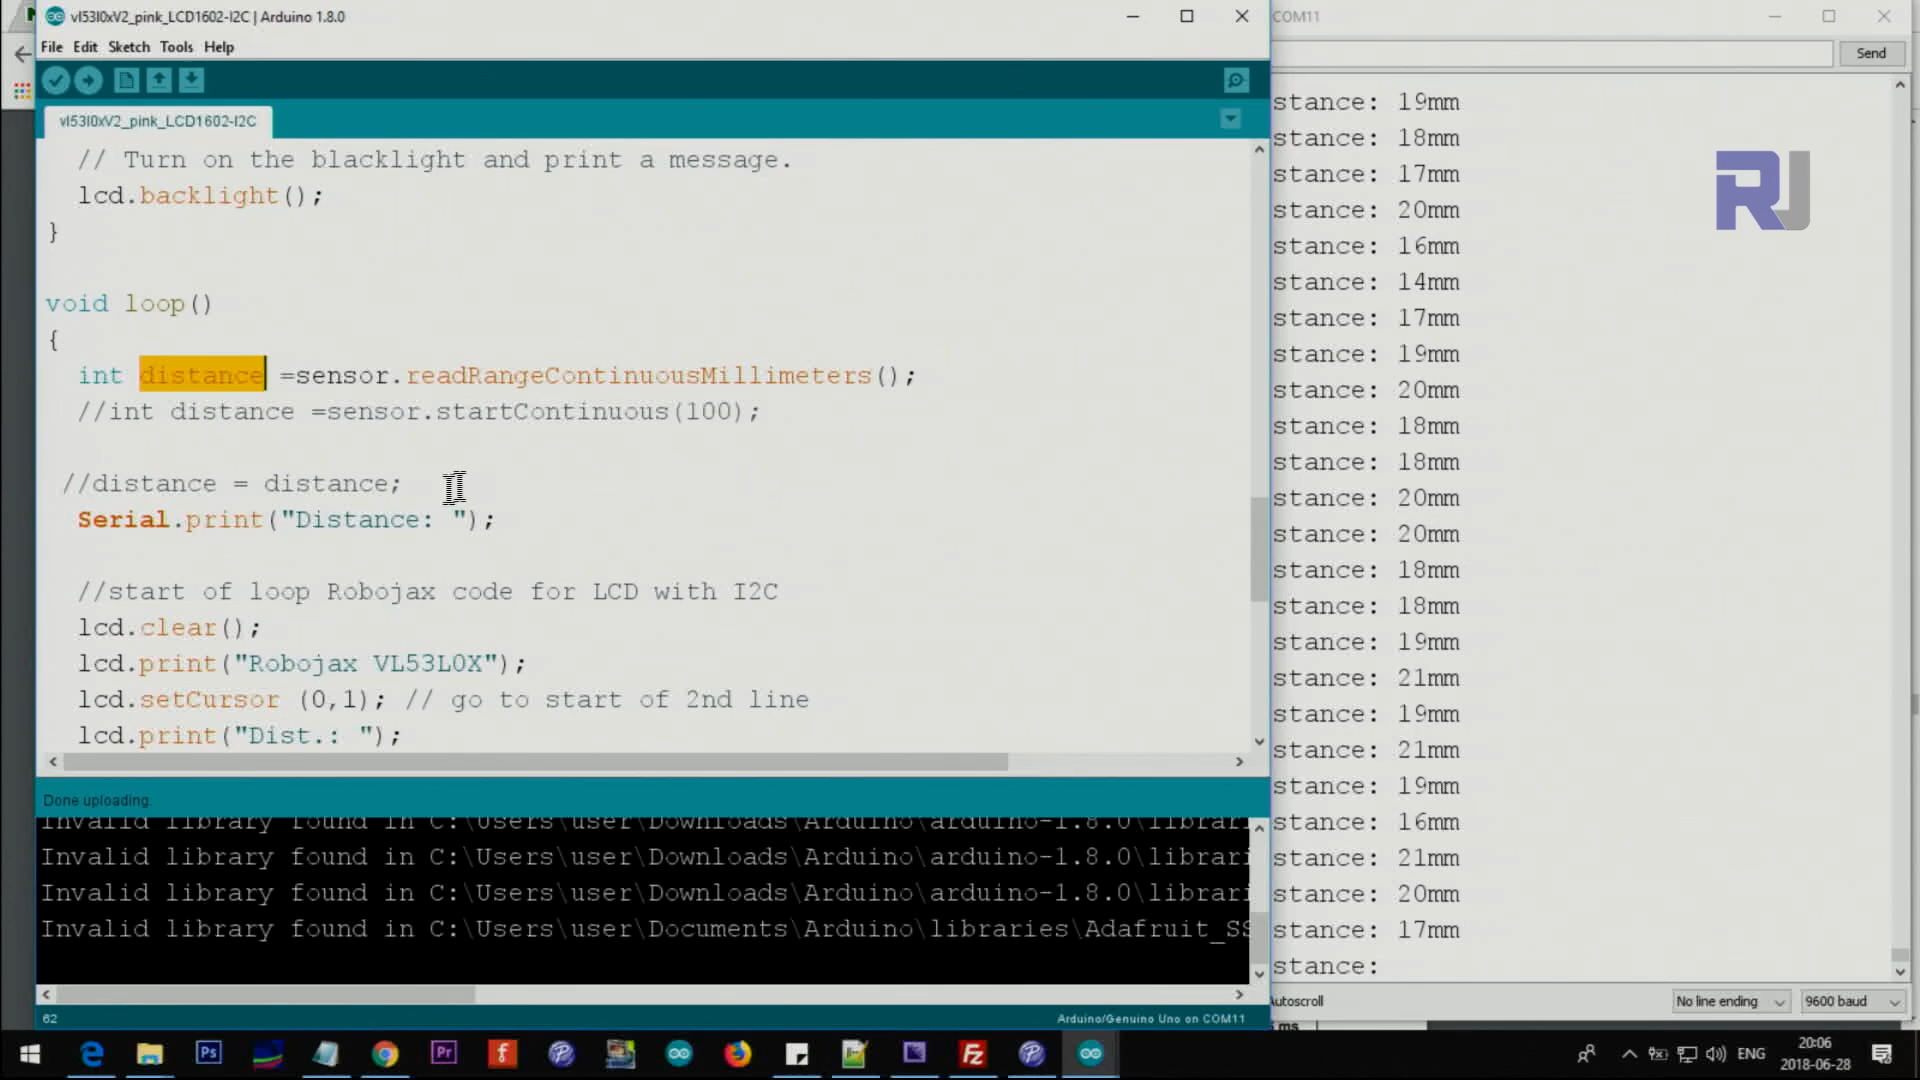 vl53l0xV2_pink_LCD1602-I2C | Arduino 1.8.0
File Edit Sketch Tools Help
vl53l0xV2_pink_LCD1602-I2C
// Turn on the blacklight and print a message.
lcd.backlight();
}
void loop()
{
int distance =sensor.readRangeContinuousMillimeters();
//int distance =sensor.startContinuous(100);
//distance = distance;
Serial.print("Distance: ");
//start of loop Robojax code for LCD with I2C
lcd.clear();
lcd.print("Robojax VL53L0X");
lcd.setCursor (0,1); // go to start of 2nd line
lcd.print("Dist.: ");
Done uploading.
Invalid library found in C:\Users\user\Downloads\Arduino\arduino-1.8.0\librari
Invalid library found in C:\Users\user\Downloads\Arduino\arduino-1.8.0\librari
Invalid library found in C:\Users\user\Downloads\Arduino\arduino-1.8.0\librari
Invalid library found in C:\Users\user\Documents\Arduino\libraries\Adafruit_SS
62
Arduino/Genuino Uno on COM11
COM11
Send
stance: 19mm
stance: 18mm
stance: 17mm
stance: 20mm
stance: 16mm
stance: 14mm
stance: 17mm
stance: 19mm
stance: 20mm
stance: 18mm
stance: 18mm
stance: 20mm
stance: 20mm
stance: 18mm
stance: 18mm
stance: 19mm
stance: 21mm
stance: 19mm
stance: 21mm
stance: 19mm
stance: 16mm
stance: 21mm
stance: 20mm
stance: 17mm
stance:
RJ
Autoscroll
No line ending
9600 baud
ms
Ps
Pr
f
Fz
ENG
20:06
2018-06-28